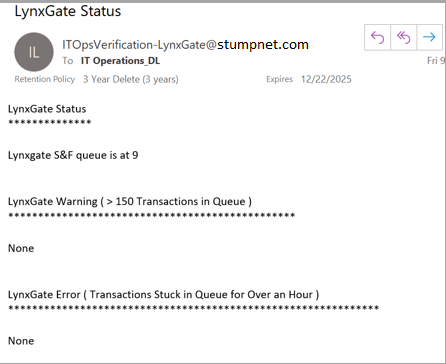 LynxGate Status
IL
ITOpsVerification-LynxGate@stumpnet.com
To IT Operations_DL
Fri 9
Retention Policy 3 Year Delete (3 years)
Expires 12/22/2025
LynxGate Status
**************
Lynxgate S&F queue is at 9
LynxGate Warning ( > 150 Transactions in Queue )
************************************************
None
LynxGate Error ( Transactions Stuck in Queue for Over an Hour )
**************************************************************
None